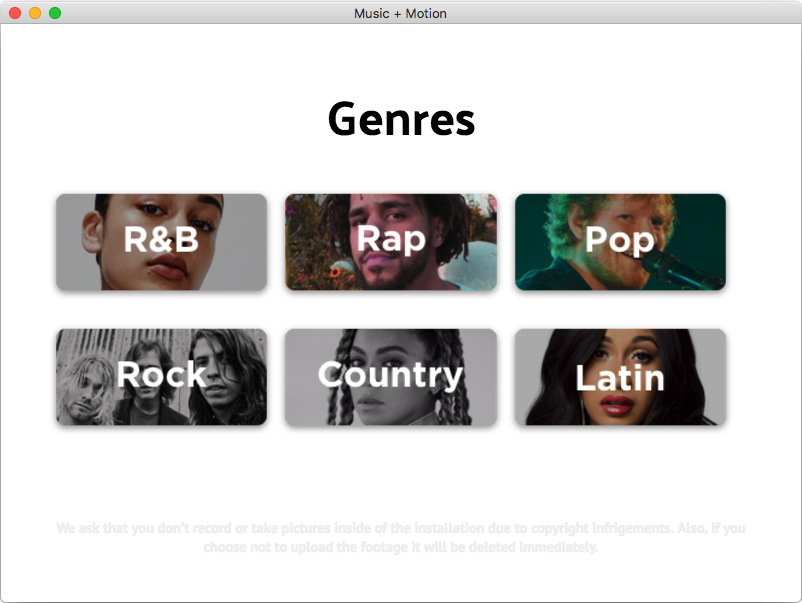 Music + Motion
Genres
R&B
Rap
Pop
Rock
Country
Latin
We ask that you don't record or take pictures inside of the installation due to copyright infrigements. Also, if you
choose not to upload the footage it will be deleted immediately.